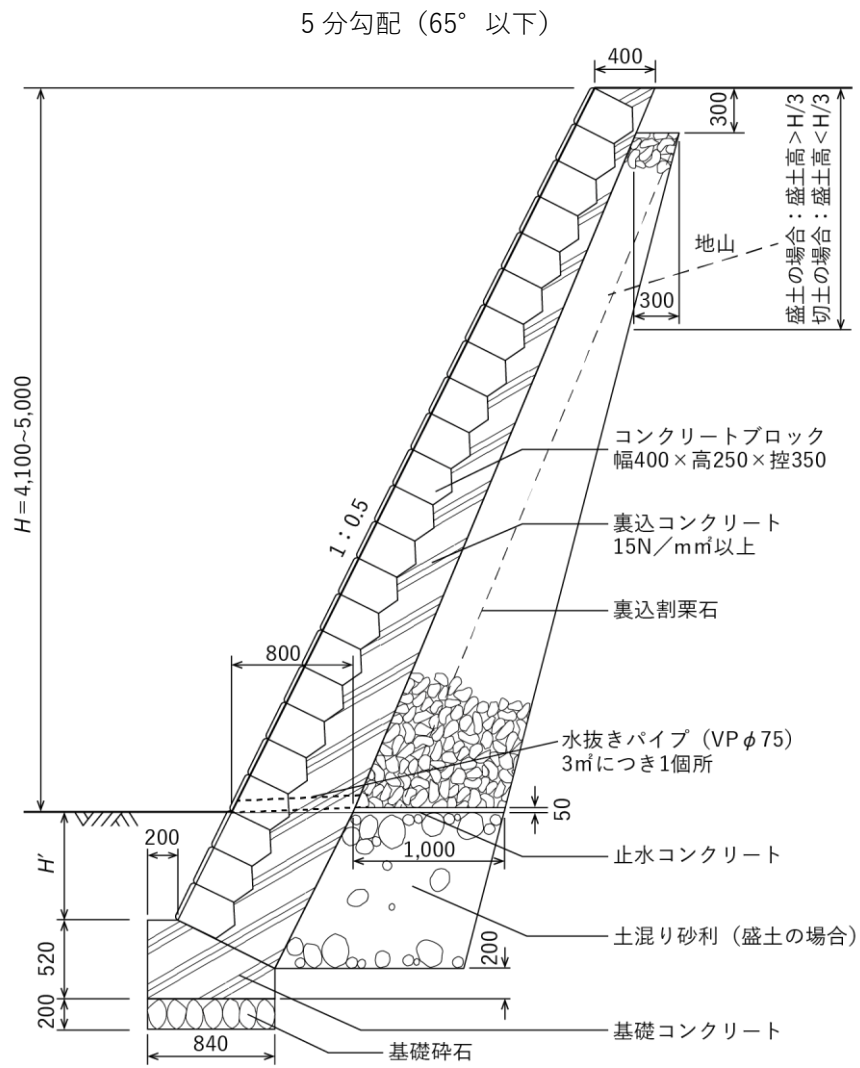 5分勾配（65°以下）
400
300
盛土の場合：盛土高＞H/3
切土の場合：盛土高＜H/3
地山
300
H＝4,100~5,000
コンクリートブロック
幅400×高250×控350
1：0.5
裏込コンクリート
15N／m㎡以上
裏込割栗石
800
水抜きパイプ（VPφ75）
3㎡につき1個所
50
200
H′
1,000
止水コンクリート
土混り砂利（盛土の場合）
520
200
200
基礎コンクリート
840
基礎砕石